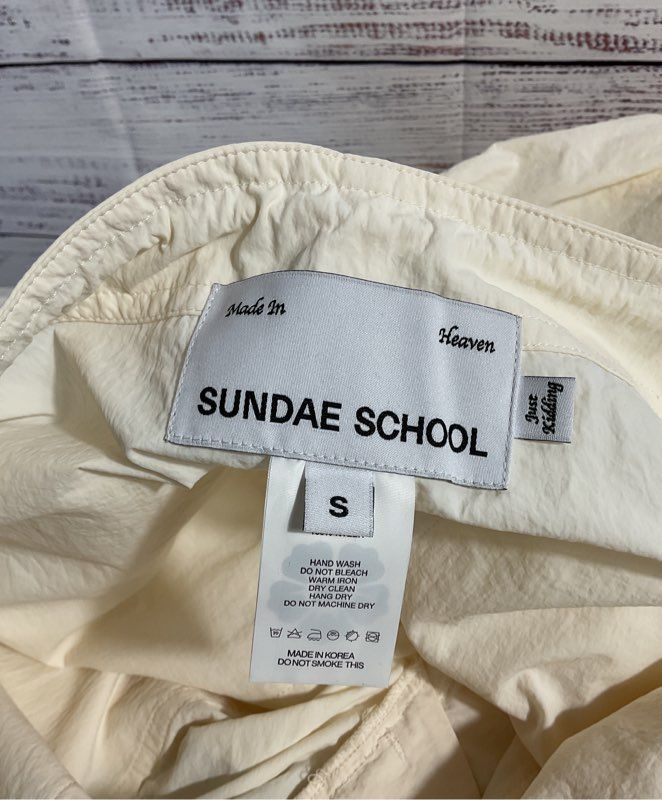 Made In
Heaven
SUNDAE SCHOOL
Just
Kidding
S
HAND WASH
DO NOT BLEACH
WARM IRON
DRY CLEAN
HANG DRY
DO NOT MACHINE DRY
MADE IN KOREA
DO NOT SMOKE THIS